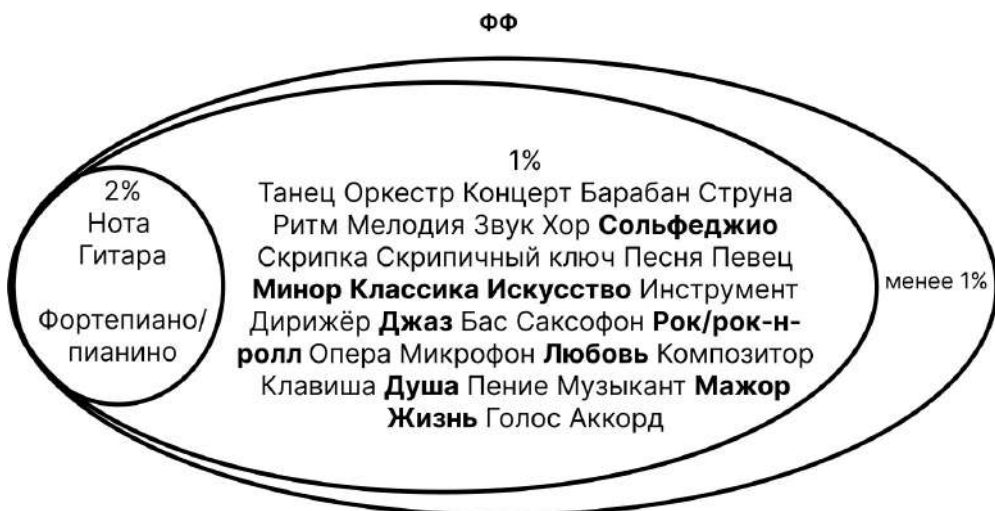 ФФ
2%
Нота
Гитара
Фортепиано/
пианино
1%
Танец Оркестр Концерт Барабан Струна
Ритм Мелодия Звук Хор Сольфеджио
Скрипка Скрипичный ключ Песня Певец
Минор Классика Искусство Инструмент
Дирижёр Джаз Бас Саксофон Рок/рок-н-
ролл Опера Микрофон Любовь Композитор
Клавиша Душа Пение Музыкант Мажор
Жизнь Голос Аккорд
менее 1%